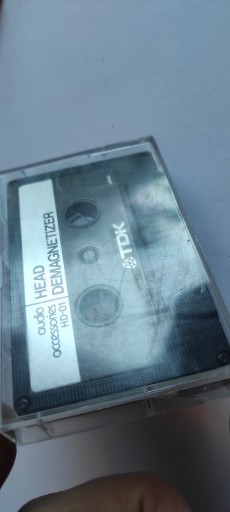 audio
accessories
HEAD
DEMAGNETIZER
HD-01
TDK